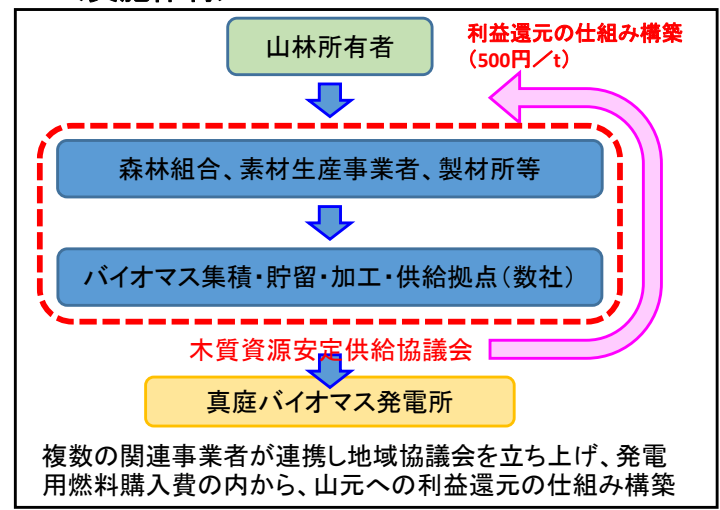 山林所有者
利益還元の仕組み構築
（500円／t）
森林組合、素材生産事業者、製材所等
バイオマス集積・貯留・加工・供給拠点（数社）
木質資源安定供給協議会
真庭バイオマス発電所
複数の関連事業者が連携し地域協議会を立ち上げ、発電
用燃料購入費の内から、山元への利益還元の仕組み構築